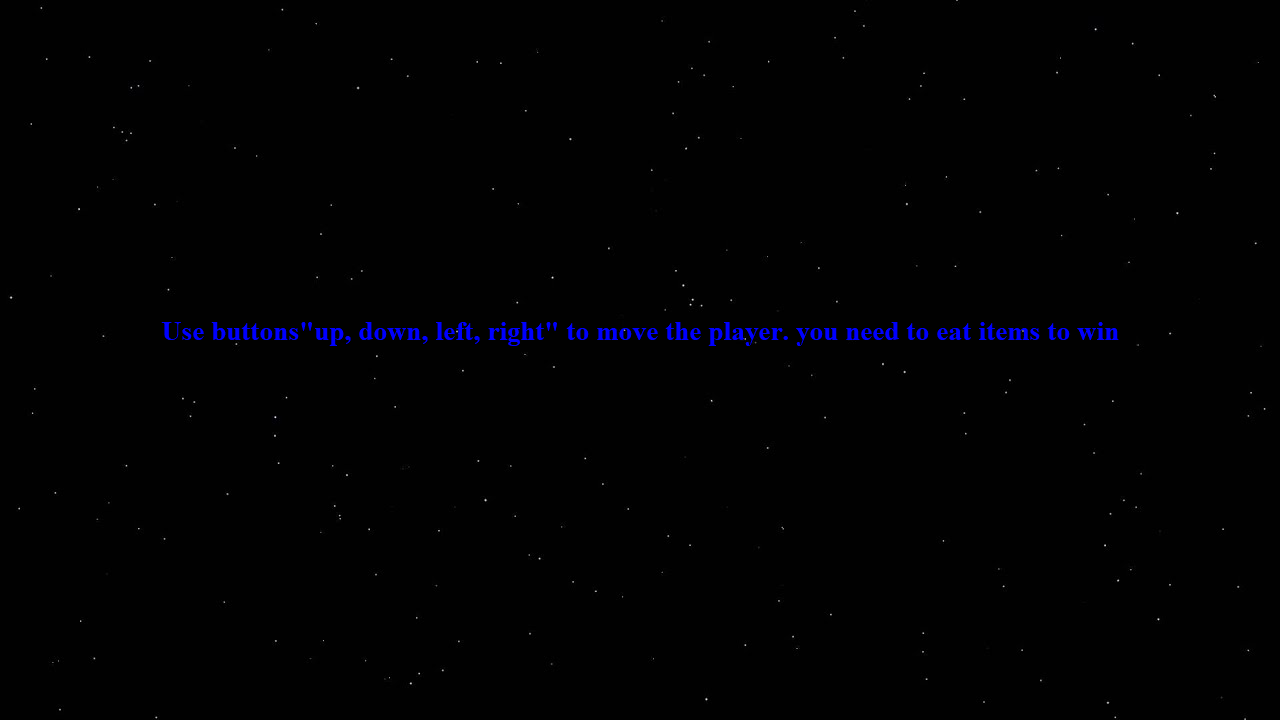 Use buttons"up, down, left, right" to move the player. you need to eat items to win